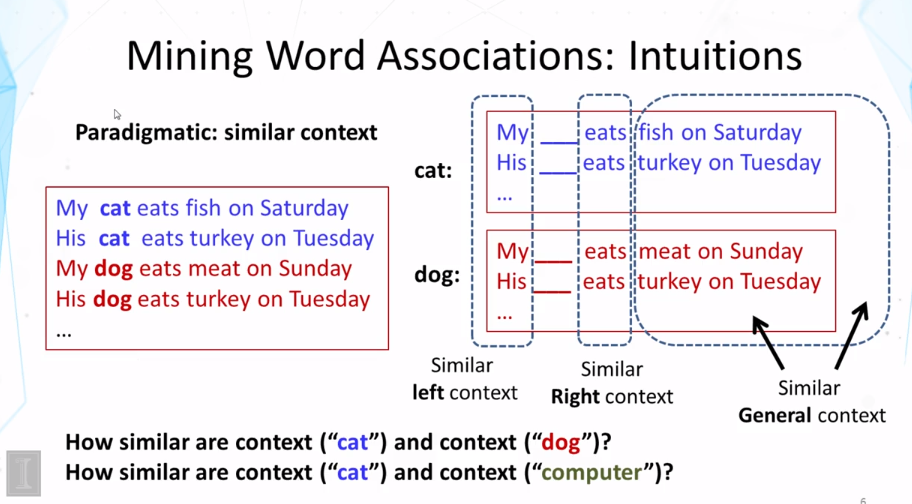 Mining Word Associations: Intuitions
Paradigmatic: similar context
My cat eats fish on Saturday
His cat eats turkey on Tuesday
My dog eats meat on Sunday
His dog eats turkey on Tuesday
...
cat:
My ___ eats fish on Saturday
His ___ eats turkey on Tuesday
...
dog:
My ___ eats meat on Sunday
His ___ eats turkey on Tuesday
...
Similar
left context
Similar
Right context
Similar
General context
How similar are context (“cat”) and context (“dog”)?
How similar are context (“cat”) and context (“computer”)?
I
6